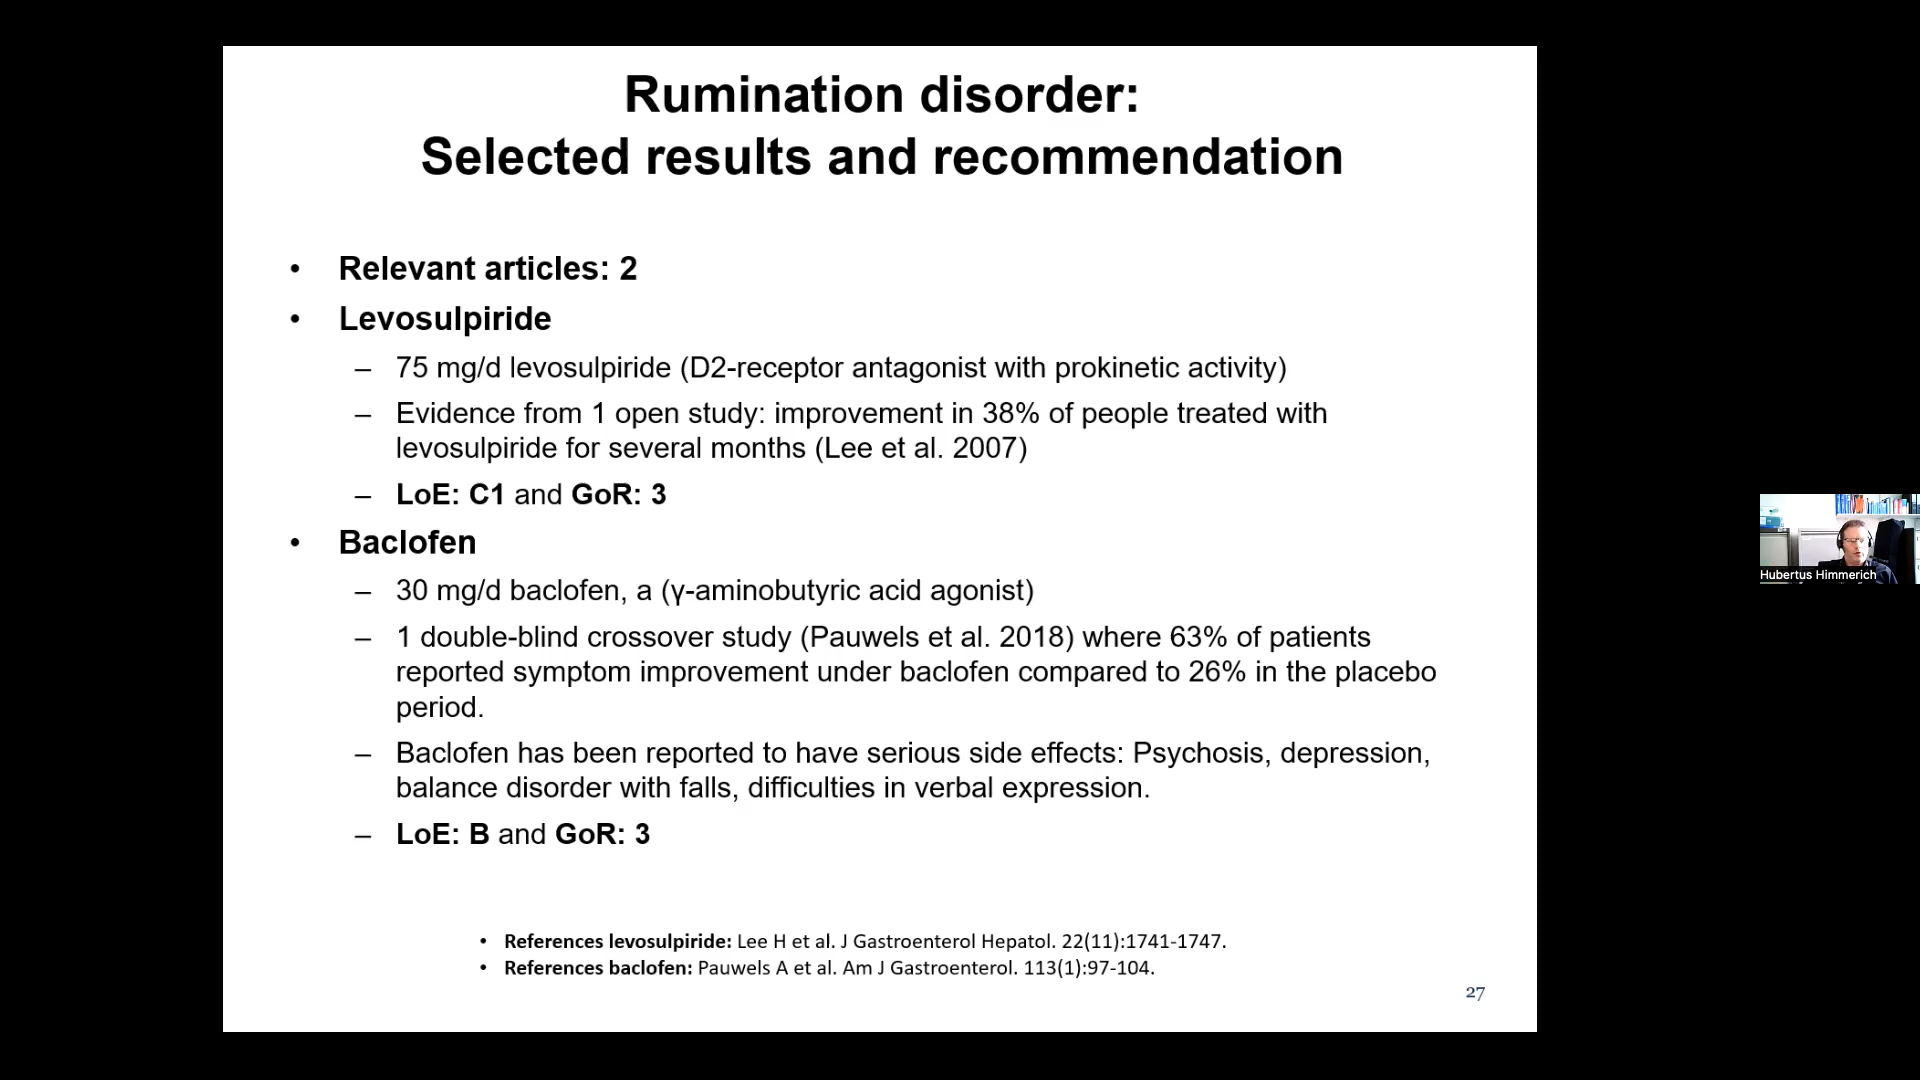 Rumination disorder:
Selected results and recommendation
• Relevant articles: 2
• Levosulpiride
– 75 mg/d levosulpiride (D2-receptor antagonist with prokinetic activity)
– Evidence from 1 open study: improvement in 38% of people treated with
levosulpiride for several months (Lee et al. 2007)
– LoE: C1 and GoR: 3
• Baclofen
– 30 mg/d baclofen, a (γ-aminobutyric acid agonist)
– 1 double-blind crossover study (Pauwels et al. 2018) where 63% of patients
reported symptom improvement under baclofen compared to 26% in the placebo
period.
– Baclofen has been reported to have serious side effects: Psychosis, depression,
balance disorder with falls, difficulties in verbal expression.
– LoE: B and GoR: 3
• References levosulpiride: Lee H et al. J Gastroenterol Hepatol. 22(11):1741-1747.
• References baclofen: Pauwels A et al. Am J Gastroenterol. 113(1):97-104.
27
Hubertus Himmerich